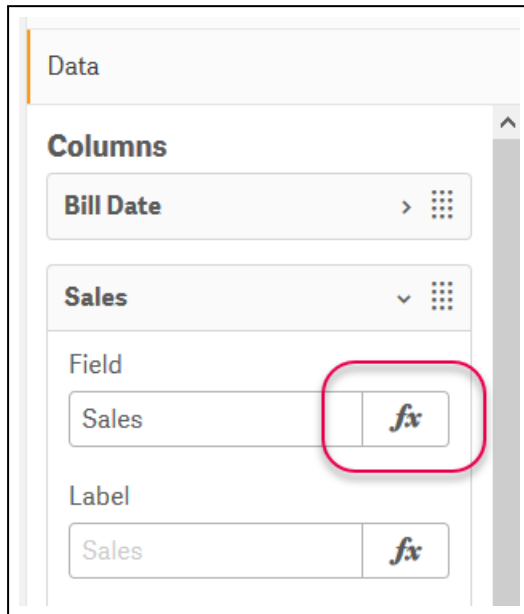 Data
Columns
Bill Date
Sales
Field
Sales fx
Label
Sales fx